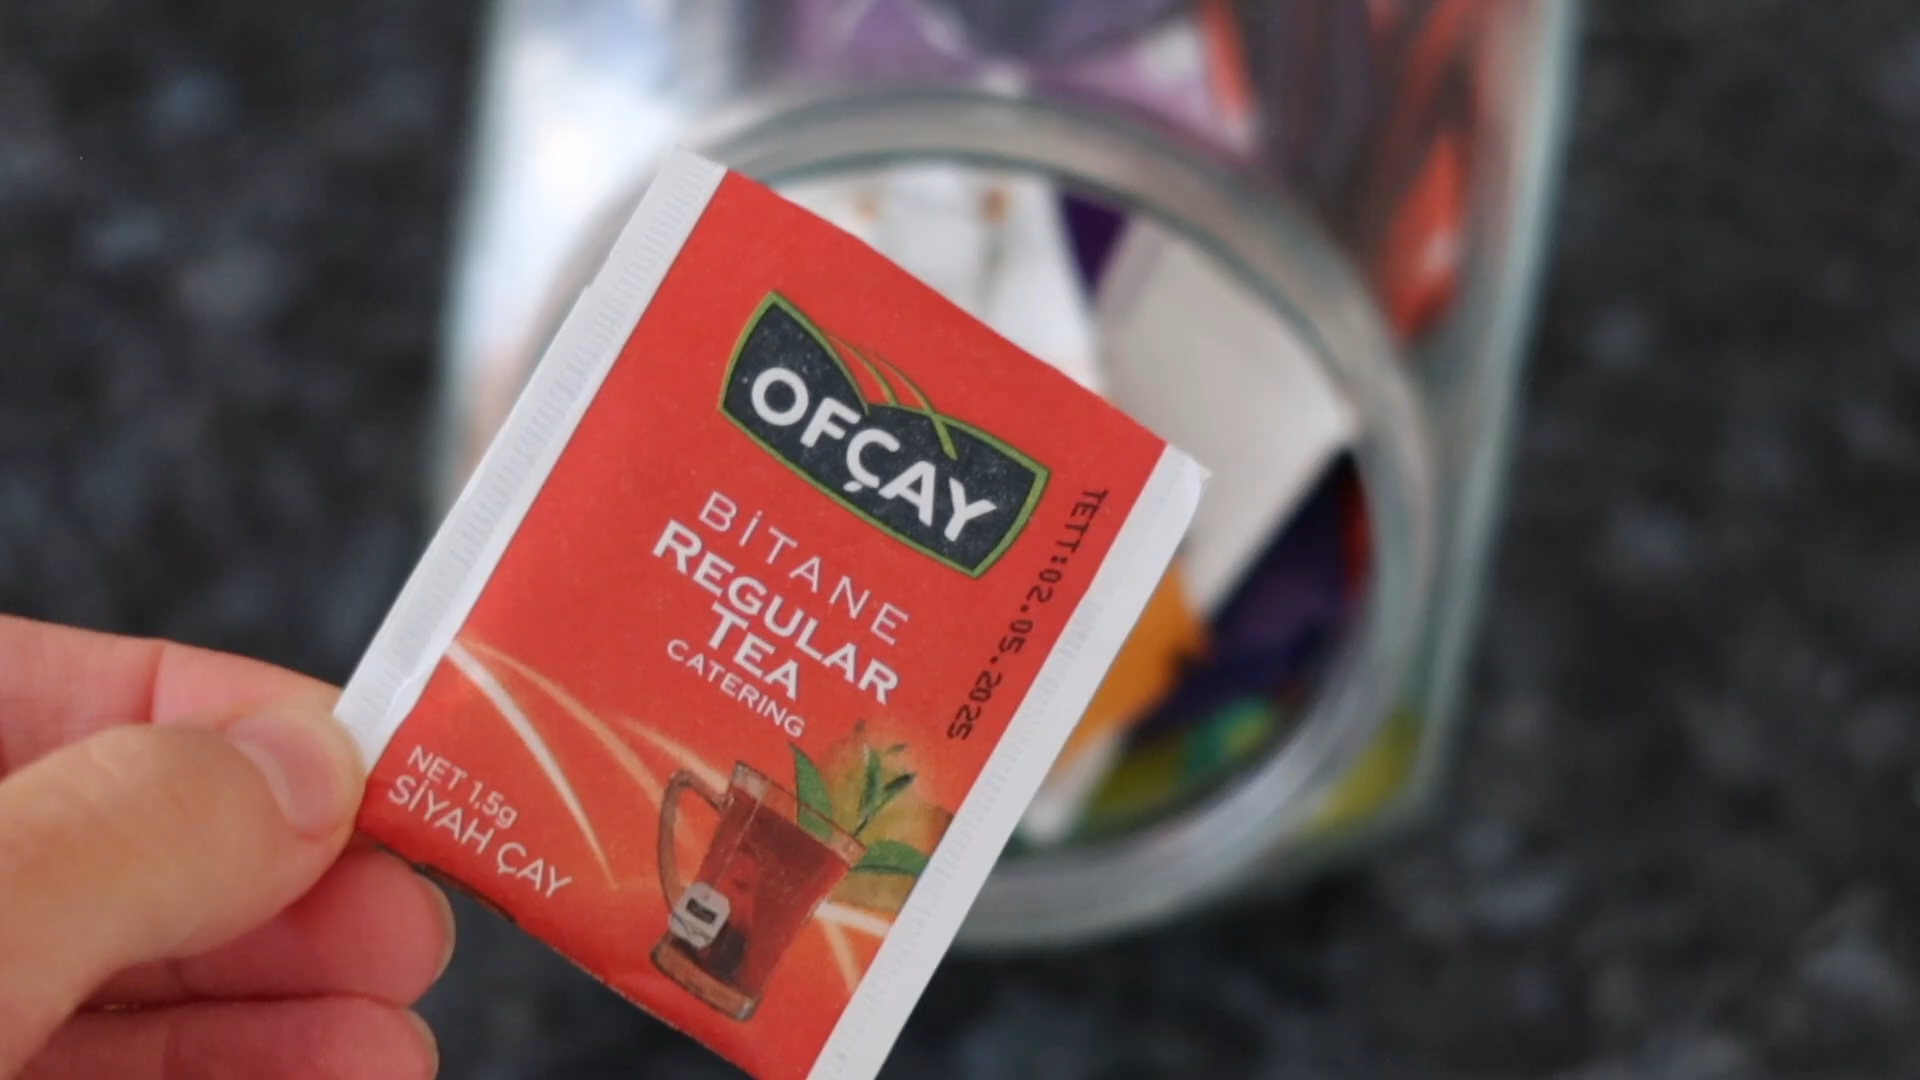 OFÇAY
BİTANE
REGULAR
TEA
CATERING
TETT:02.05.2025
NET 1,5g
SİYAH ÇAY